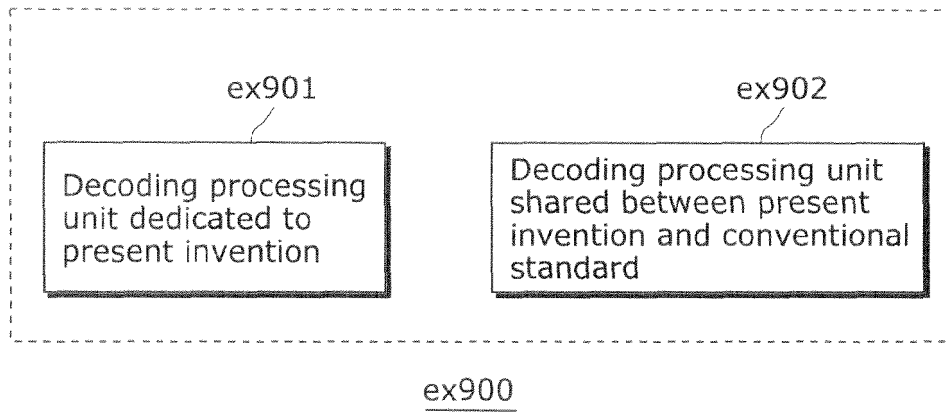 ex901
Decoding processing
unit dedicated to
present invention
ex902
Decoding processing unit
shared between present
invention and conventional
standard
ex900